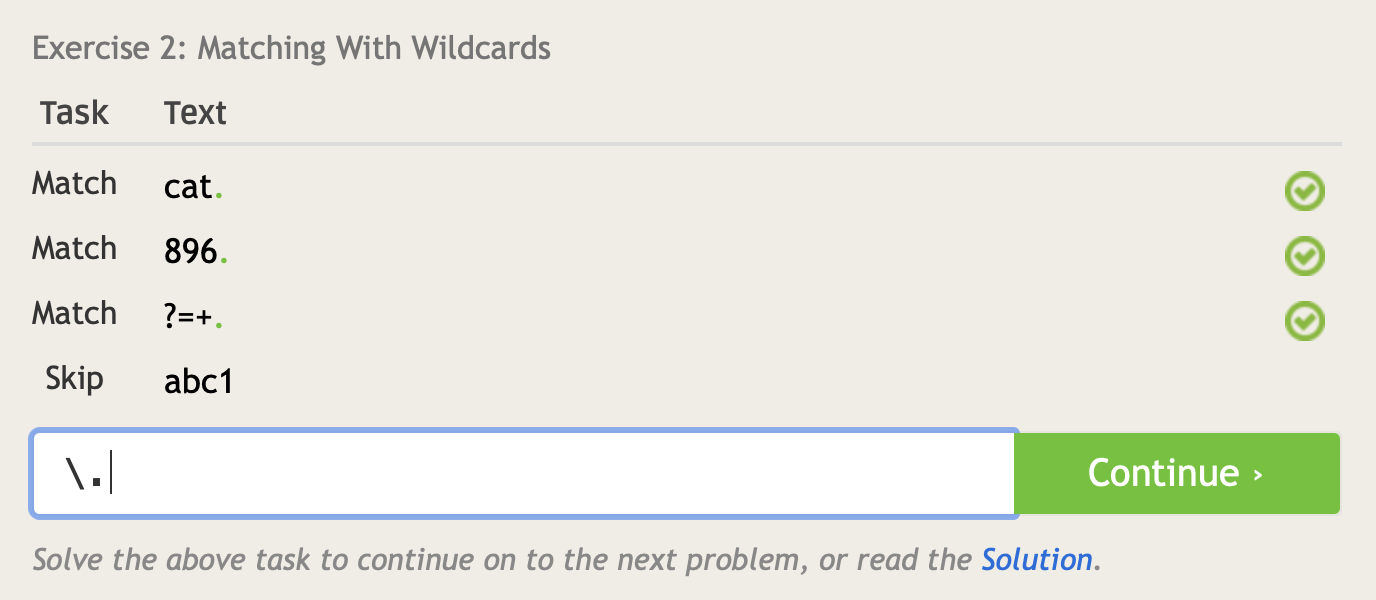 Exercise 2: Matching With Wildcards
Task Text
Match cat.
Match 896.
Match ?=+.
Skip abc1
\. Continue ›
Solve the above task to continue on to the next problem, or read the Solution.